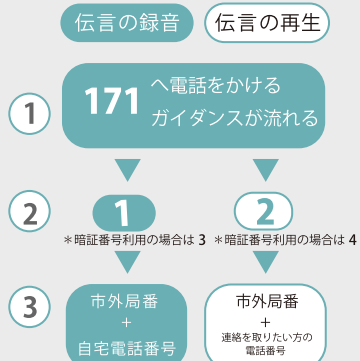 伝言の録音
伝言の再生
1
171
へ電話をかける
ガイダンスが流れる
2
1
2
＊暗証番号利用の場合は 3
＊暗証番号利用の場合は 4
3
市外局番
+
自宅電話番号
市外局番
+
連絡を取りたい方の
電話番号